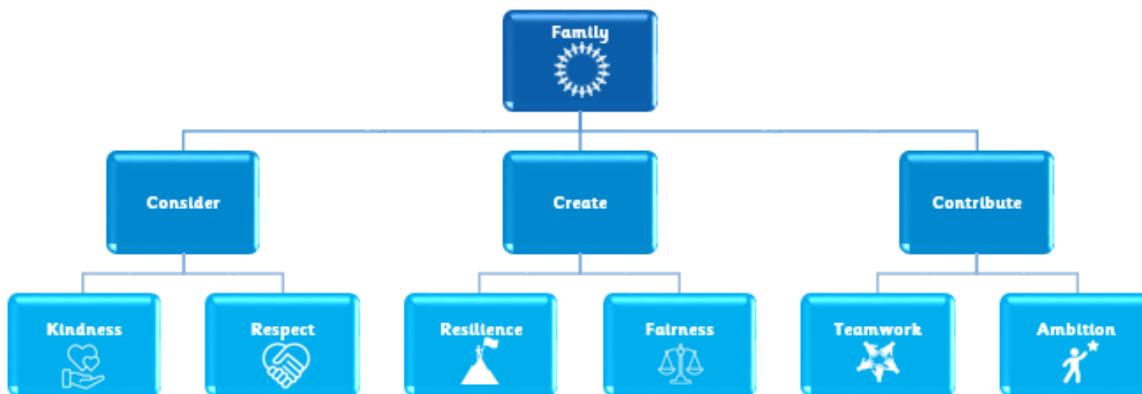 Family
Consider
Create
Contribute
Kindness
Respect
Resilience
Fairness
Teamwork
Ambition